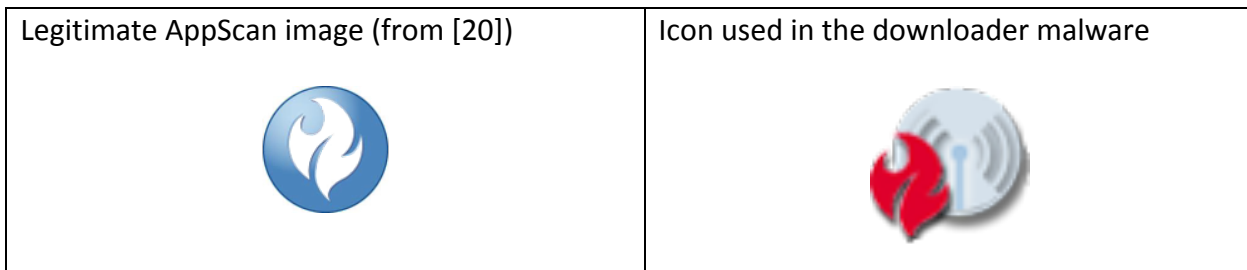 Legitimate AppScan image (from [20])
Icon used in the downloader malware